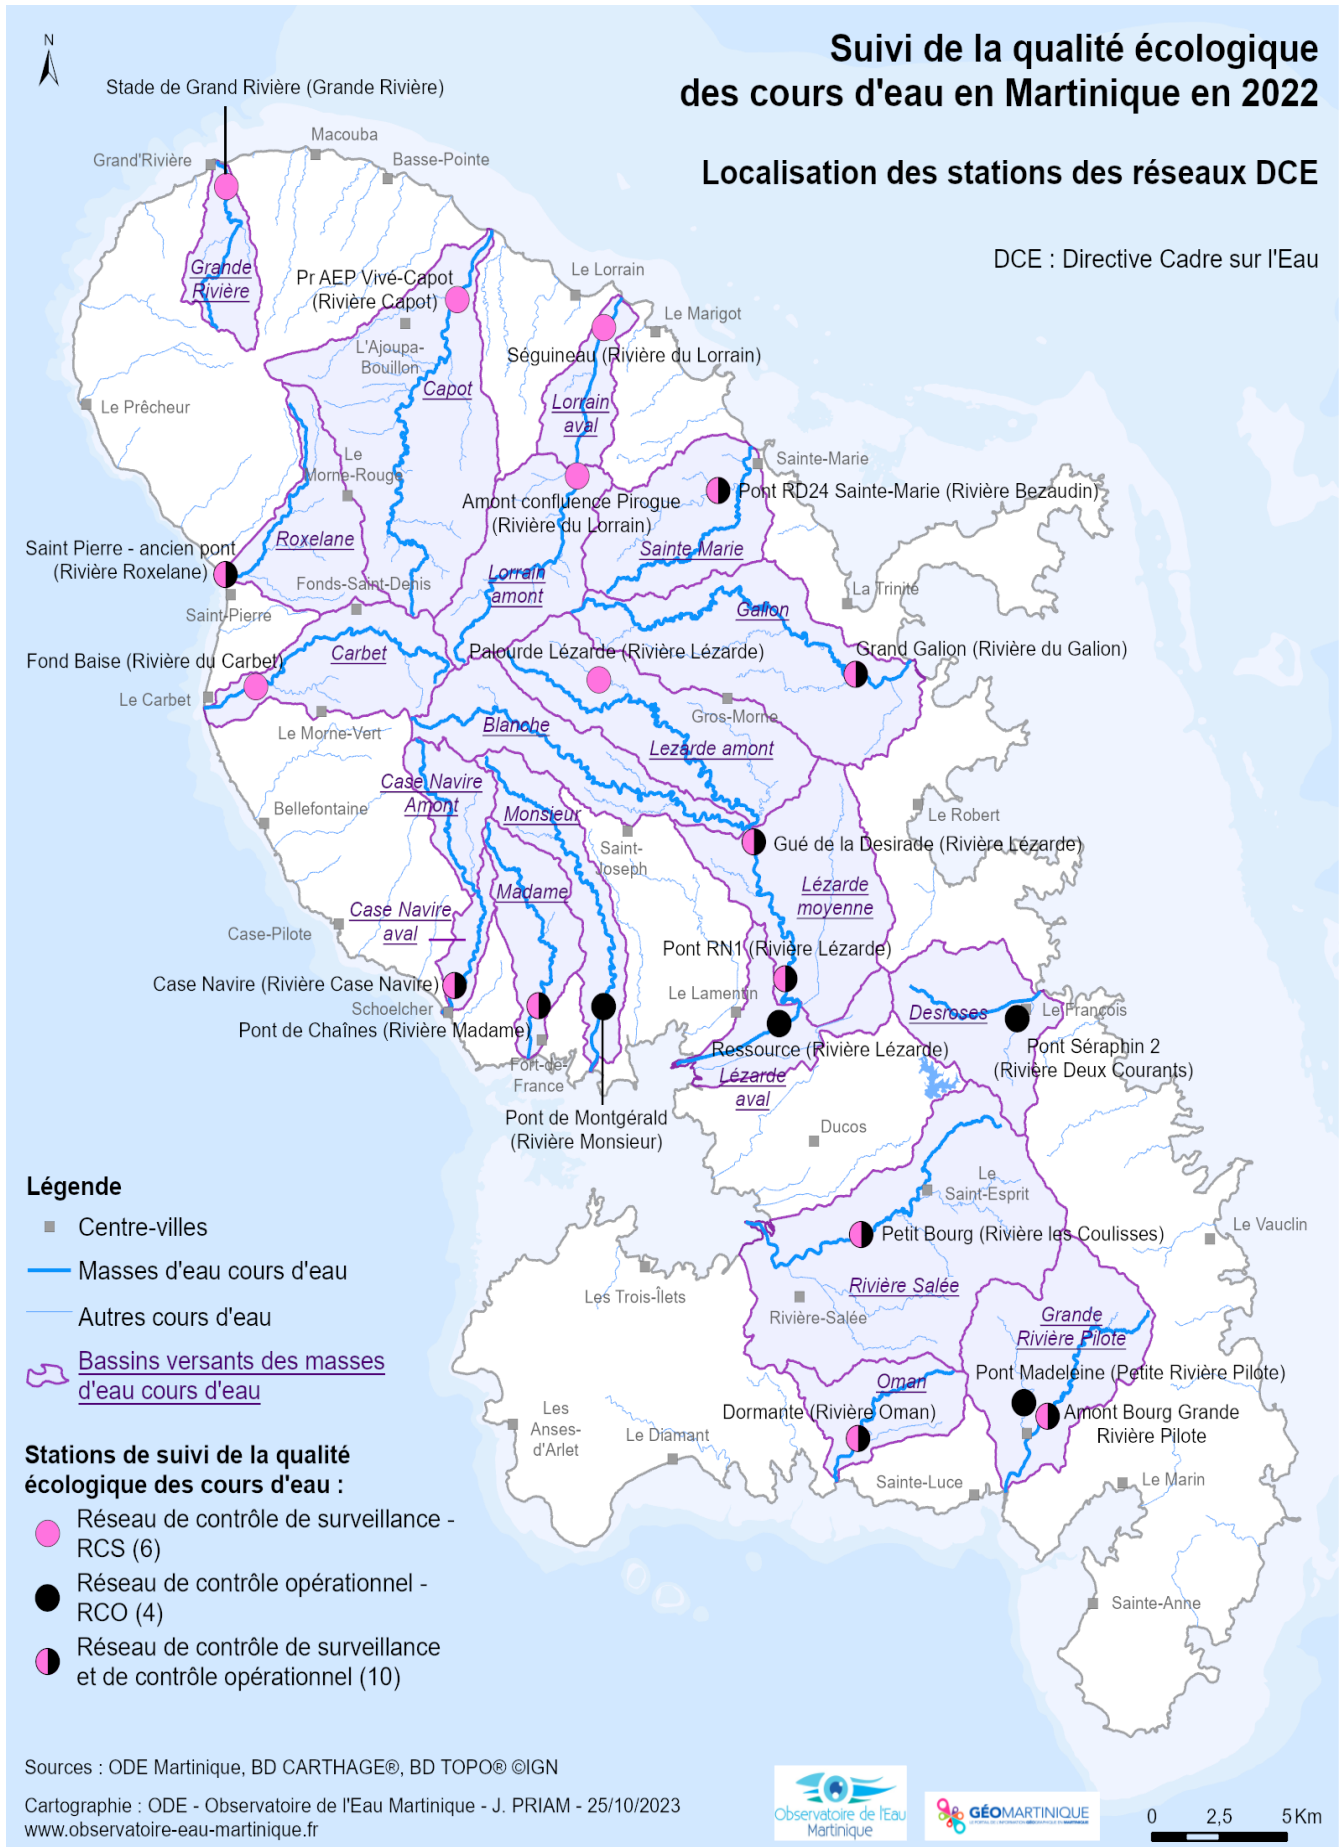 Suivi de la qualité écologique
des cours d'eau en Martinique en 2022
Localisation des stations des réseaux DCE
DCE : Directive Cadre sur l'Eau
N
Stade de Grand Rivière (Grande Rivière)
Macouba
Grand'Rivière
Basse-Pointe
Grande
Rivière
Pr AEP Vivé-Capot
(Rivière Capot)
Le Lorrain
Le Marigot
L'Ajoupa-
Bouillon
Séguineau (Rivière du Lorrain)
Capot
Lorrain
aval
Le Prêcheur
Le
Morne-Rouge
Sainte-Marie
Amont confluence Pirogue
(Rivière du Lorrain)
Pont RD24 Sainte-Marie (Rivière Bezaudin)
Roxelane
Sainte Marie
Saint Pierre - ancien pont
(Rivière Roxelane)
Fonds-Saint-Denis
Lorrain
amont
La Trinité
Saint-Pierre
Galion
Fond Baise (Rivière du Carbet)
Carbet
Palourde Lézarde (Rivière Lézarde)
Grand Galion (Rivière du Galion)
Le Carbet
Gros-Morne
Le Morne-Vert
Blanche
Lezarde amont
Case Navire
Amont
Bellefontaine
Monsieur
Le Robert
Saint-
Joseph
Gué de la Desirade (Rivière Lézarde)
Madame
Lézarde
moyenne
Case Navire
aval
Case-Pilote
Pont RN1 (Rivière Lézarde)
Case Navire (Rivière Case Navire)
Le Lamentin
Schoelcher
Desroses
Le François
Pont de Chaînes (Rivière Madame)
Ressource (Rivière Lézarde)
Pont Séraphin 2
(Rivière Deux Courants)
Fort-de-
France
Lézarde
aval
Pont de Montgérald
(Rivière Monsieur)
Ducos
Le
Saint-Esprit
Le Vauclin
Petit Bourg (Rivière les Coulisses)
Rivière Salée
Les Trois-Îlets
Rivière-Salée
Grande
Rivière Pilote
Pont Madeleine (Petite Rivière Pilote)
Oman
Dormante (Rivière Oman)
Amont Bourg Grande
Rivière Pilote
Les
Anses-
d'Arlet
Le Diamant
Sainte-Luce
Le Marin
Sainte-Anne
Légende
Centre-villes
Masses d'eau cours d'eau
Autres cours d'eau
Bassins versants des masses
d'eau cours d'eau
Stations de suivi de la qualité
écologique des cours d'eau :
Réseau de contrôle de surveillance -
RCS (6)
Réseau de contrôle opérationnel -
RCO (4)
Réseau de contrôle de surveillance
et de contrôle opérationnel (10)
Sources : ODE Martinique, BD CARTHAGE®, BD TOPO® ©IGN
Cartographie : ODE - Observatoire de l'Eau Martinique - J. PRIAM - 25/10/2023
www.observatoire-eau-martinique.fr
Observatoire de l'Eau
Martinique
GÉOMARTINIQUE
LE PORTAIL DE L'INFORMATION GÉOGRAPHIQUE EN MARTINIQUE
0 2,5 5 Km